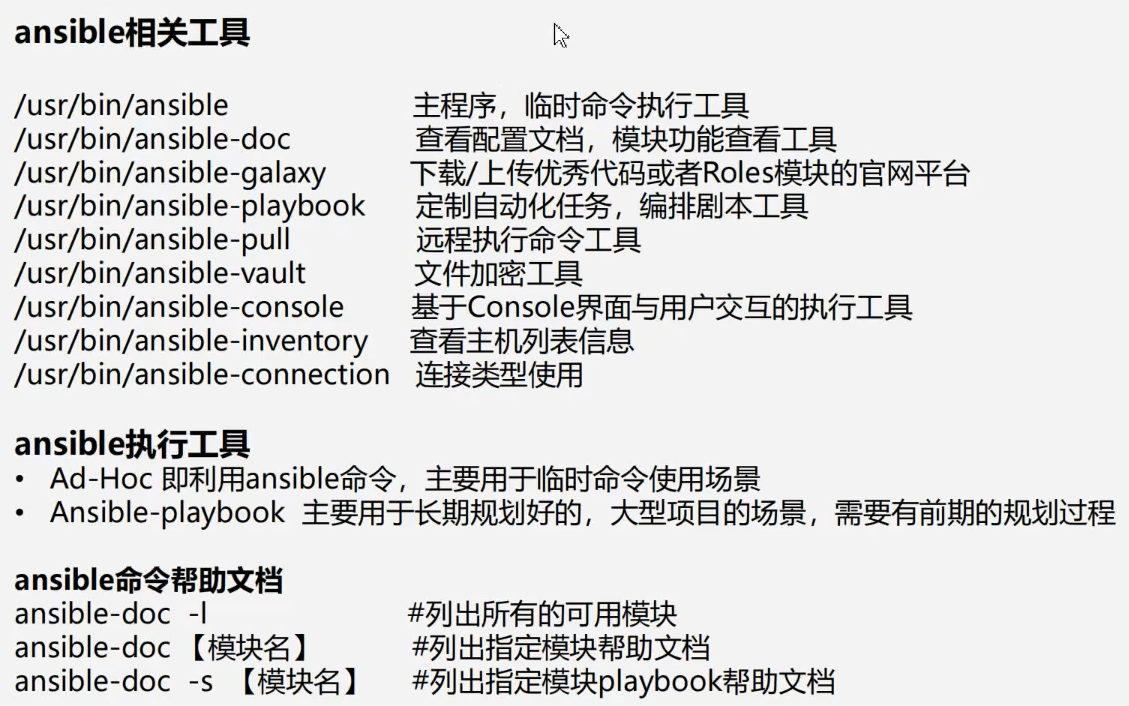 ansible相关工具
/usr/bin/ansible 主程序，临时命令执行工具
/usr/bin/ansible-doc 查看配置文档，模块功能查看工具
/usr/bin/ansible-galaxy 下载/上传优秀代码或者Roles模块的官网平台
/usr/bin/ansible-playbook 定制自动化任务，编排剧本工具
/usr/bin/ansible-pull 远程执行命令工具
/usr/bin/ansible-vault 文件加密工具
/usr/bin/ansible-console 基于Console界面与用户交互的执行工具
/usr/bin/ansible-inventory 查看主机列表信息
/usr/bin/ansible-connection 连接类型使用
ansible执行工具
• Ad-Hoc 即利用ansible命令，主要用于临时命令使用场景
• Ansible-playbook 主要用于长期规划好的，大型项目的场景，需要有前期的规划过程
ansible命令帮助文档
ansible-doc -l #列出所有的可用模块
ansible-doc 【模块名】 #列出指定模块帮助文档
ansible-doc -s 【模块名】 #列出指定模块playbook帮助文档